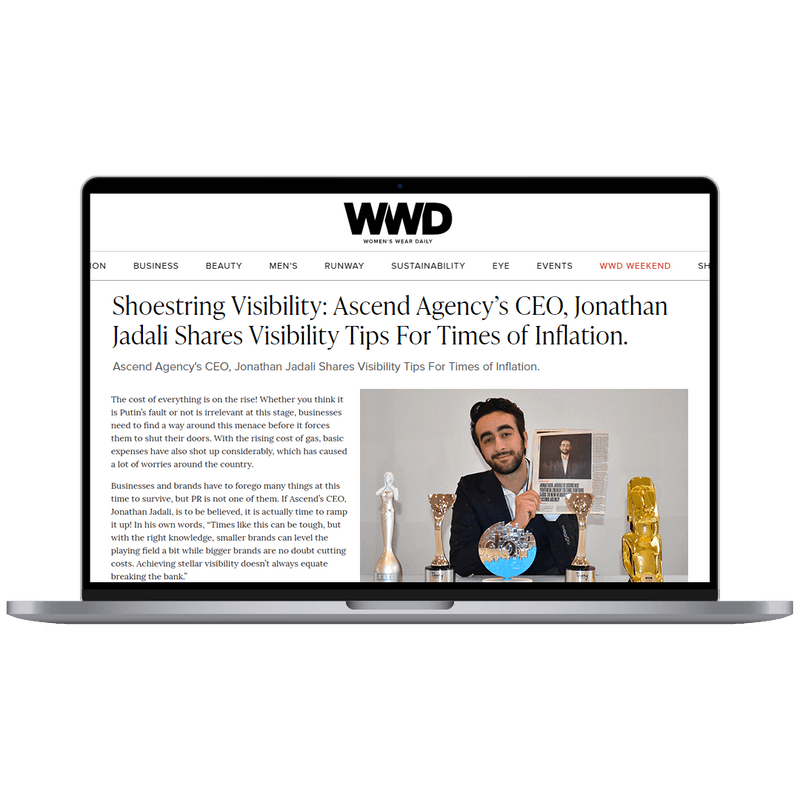 WWD
WOMEN'S WEAR DAILY
ION BUSINESS BEAUTY MEN'S RUNWAY SUSTAINABILITY EYE EVENTS WWD WEEKEND SH
Shoestring Visibility: Ascend Agency's CEO, Jonathan
Jadali Shares Visibility Tips For Times of Inflation.
Ascend Agency's CEO, Jonathan Jadali Shares Visibility Tips For Times of Inflation.
The cost of everything is on the rise! Whether you think it
is Putin's fault or not is irrelevant at this stage, businesses
need to find a way around this menace before it forces
them to shut their doors. With the rising cost of gas, basic
expenses have also shot up considerably, which has caused
a lot of worries around the country.
Businesses and brands have to forego many things at this
time to survive, but PR is not one of them. If Ascend's CEO,
Jonathan Jadali, is to be believed, it is actually time to ramp
it up! In his own words, “Times like this can be tough, but
with the right knowledge, smaller brands can level the
playing field a bit while bigger brands are no doubt cutting
costs. Achieving stellar visibility doesn't always equate
breaking the bank.”